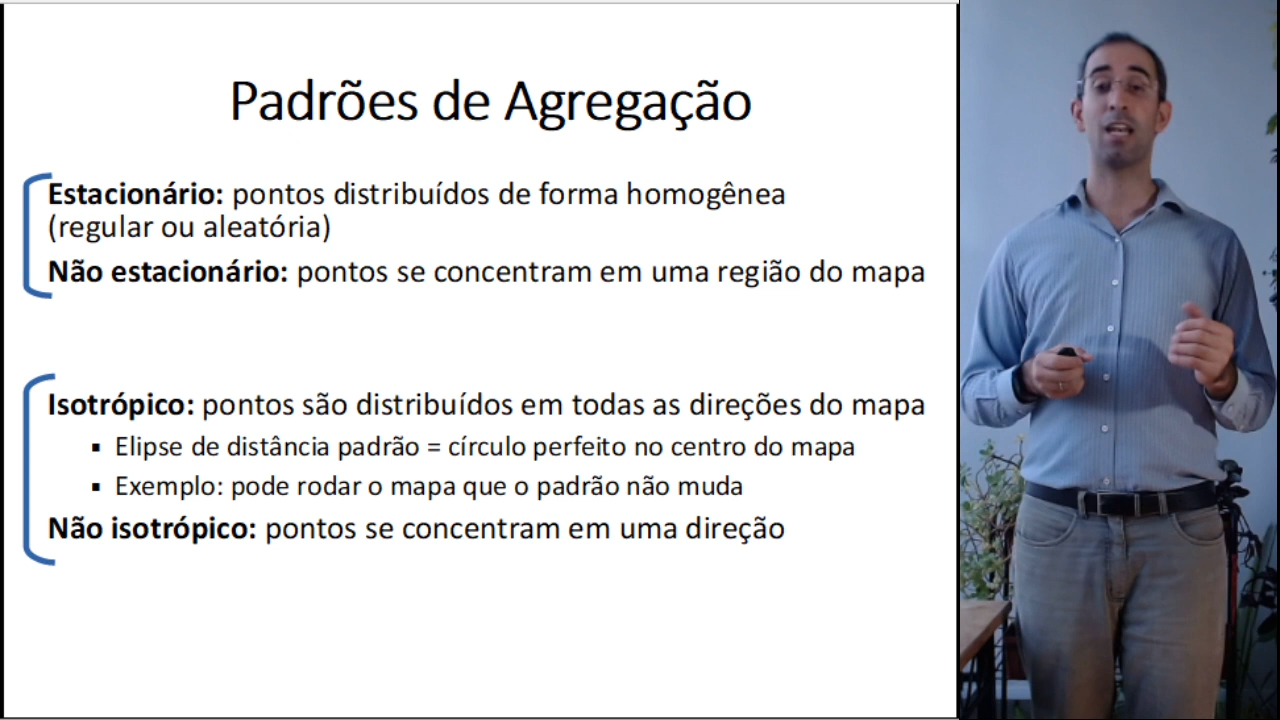 Padrões de Agregação
Estacionário: pontos distribuídos de forma homogênea
(regular ou aleatória)
Não estacionário: pontos se concentram em uma região do mapa
Isotrópico: pontos são distribuídos em todas as direções do mapa
▪ Elipse de distância padrão = círculo perfeito no centro do mapa
▪ Exemplo: pode rodar o mapa que o padrão não muda
Não isotrópico: pontos se concentram em uma direção